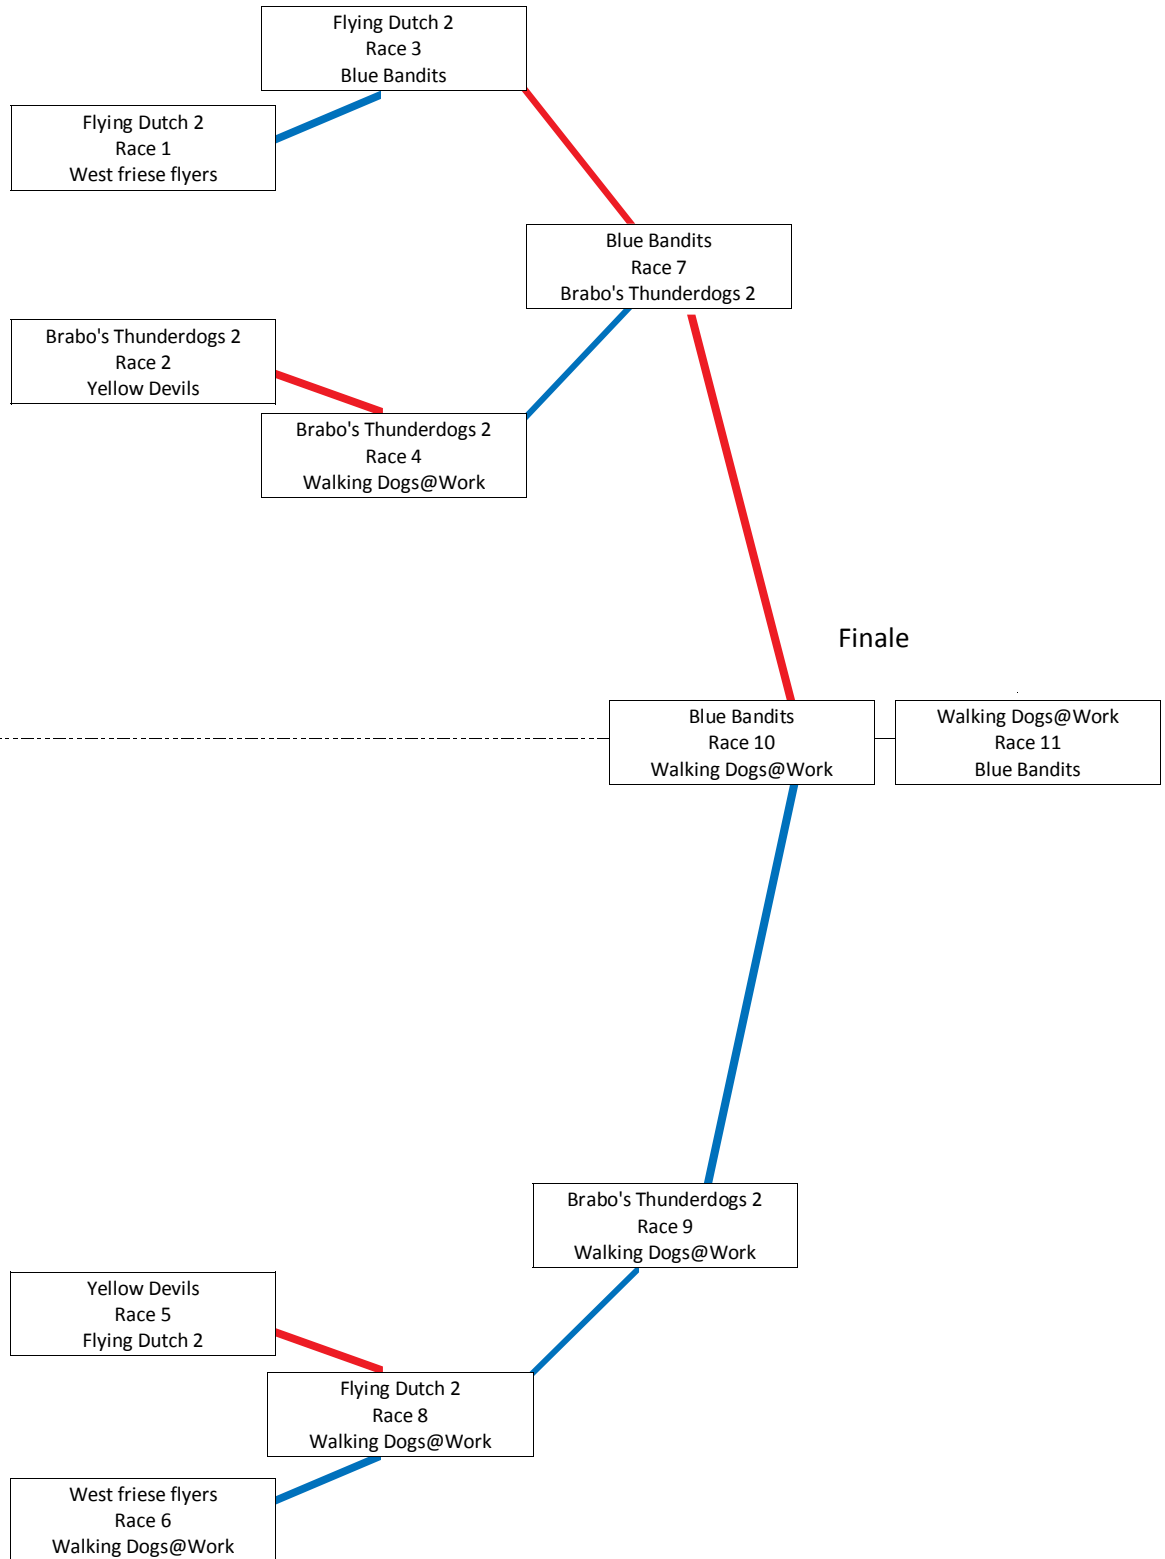 Flying Dutch 2
Race 3
Blue Bandits
Flying Dutch 2
Race 1
West friese flyers
Blue Bandits
Race 7
Brabo's Thunderdogs 2
Brabo's Thunderdogs 2
Race 2
Yellow Devils
Brabo's Thunderdogs 2
Race 4
Walking Dogs@Work
Finale
Blue Bandits
Race 10
Walking Dogs@Work
Walking Dogs@Work
Race 11
Blue Bandits
Brabo's Thunderdogs 2
Race 9
Walking Dogs@Work
Yellow Devils
Race 5
Flying Dutch 2
Flying Dutch 2
Race 8
Walking Dogs@Work
West friese flyers
Race 6
Walking Dogs@Work